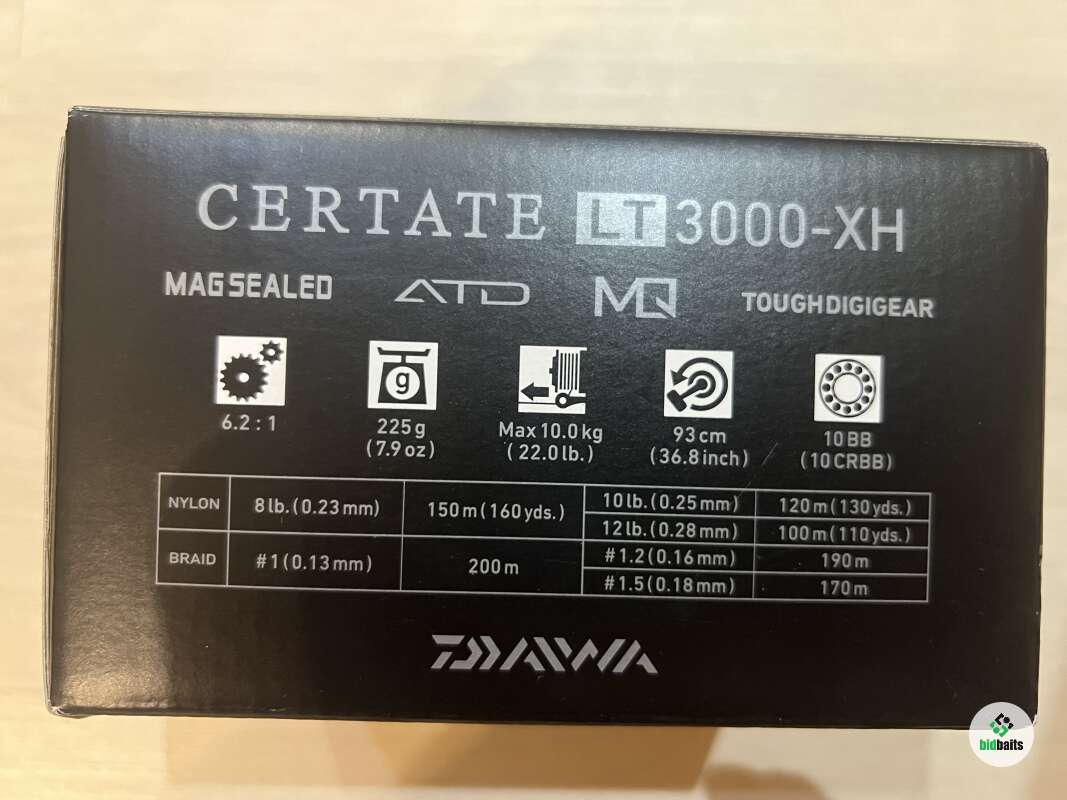 CERTATE LT 3000-XH
MAGSEALED ATD MQ TOUGHDIGIGEAR
g
6.2 : 1 225g Max 10.0kg 93cm 10BB
(7.9oz) (22.0lb.) (36.8inch) (10CRBB)
NYLON 8lb.(0.23mm) 150m(160yds.) 10lb.(0.25mm) 120m(130yds.)
12lb.(0.28mm) 100m(110yds.)
BRAID #1(0.13mm) 200m #1.2(0.16mm) 190m
#1.5(0.18mm) 170m
DAIWA
bidbaits